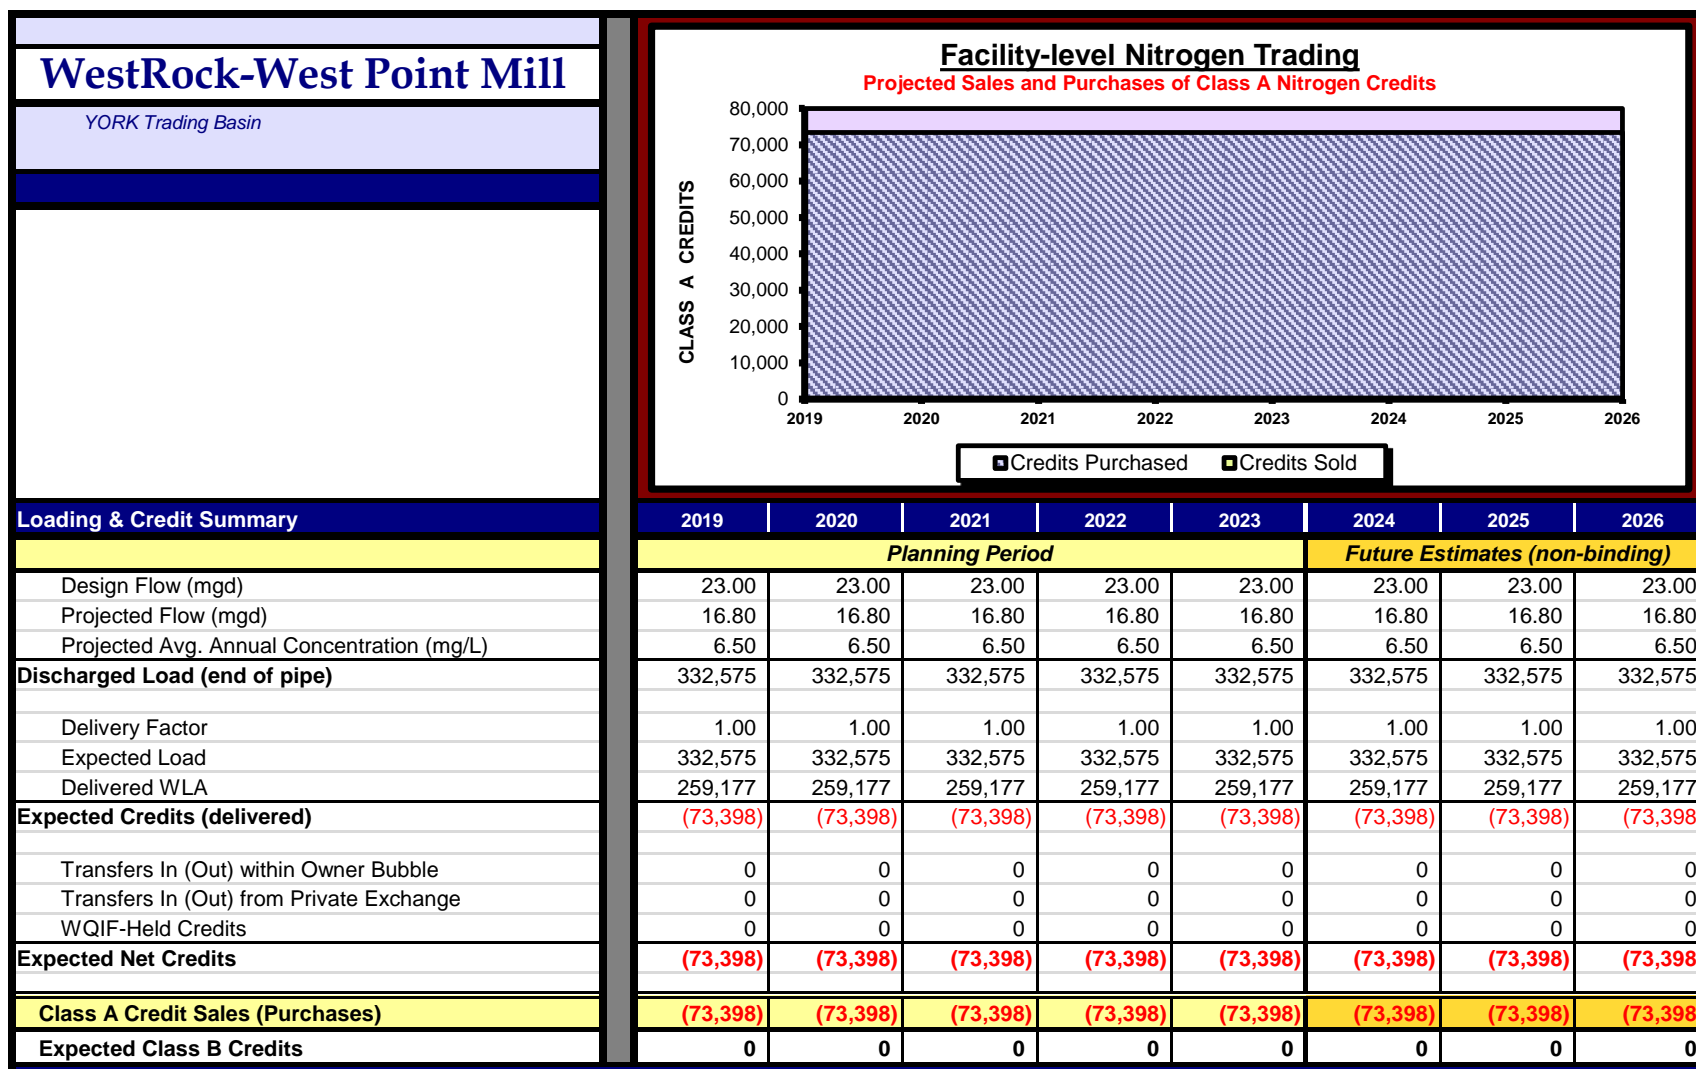 WestRock-West Point Mill
YORK Trading Basin
Facility-level Nitrogen Trading
Projected Sales and Purchases of Class A Nitrogen Credits
CLASS A CREDITS
80,000
70,000
60,000
50,000
40,000
30,000
20,000
10,000
0
2019 2020 2021 2022 2023 2024 2025 2026
Credits Purchased Credits Sold
Loading & Credit Summary 2019 2020 2021 2022 2023 2024 2025 2026
Planning Period Future Estimates (non-binding)
Design Flow (mgd) 23.00 23.00 23.00 23.00 23.00 23.00 23.00 23.00
Projected Flow (mgd) 16.80 16.80 16.80 16.80 16.80 16.80 16.80 16.80
Projected Avg. Annual Concentration (mg/L) 6.50 6.50 6.50 6.50 6.50 6.50 6.50 6.50
Discharged Load (end of pipe) 332,575 332,575 332,575 332,575 332,575 332,575 332,575 332,575
Delivery Factor 1.00 1.00 1.00 1.00 1.00 1.00 1.00 1.00
Expected Load 332,575 332,575 332,575 332,575 332,575 332,575 332,575 332,575
Delivered WLA 259,177 259,177 259,177 259,177 259,177 259,177 259,177 259,177
Expected Credits (delivered) (73,398) (73,398) (73,398) (73,398) (73,398) (73,398) (73,398) (73,398
Transfers In (Out) within Owner Bubble 0 0 0 0 0 0 0 0
Transfers In (Out) from Private Exchange 0 0 0 0 0 0 0 0
WQIF-Held Credits 0 0 0 0 0 0 0 0
Expected Net Credits (73,398) (73,398) (73,398) (73,398) (73,398) (73,398) (73,398) (73,398
Class A Credit Sales (Purchases) (73,398) (73,398) (73,398) (73,398) (73,398) (73,398) (73,398) (73,398
Expected Class B Credits 0 0 0 0 0 0 0 0